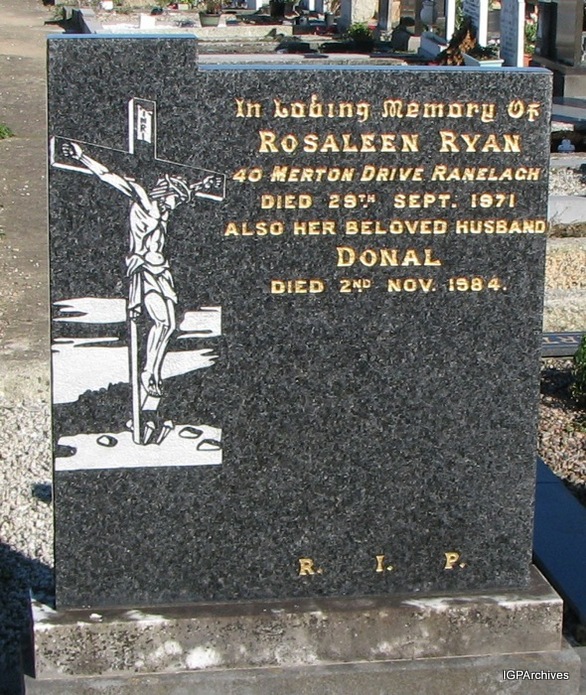 INRI
In Loving Memory Of
ROSALEEN RYAN
40 MERTON DRIVE RANELAGH
DIED 29TH SEPT. 1971
ALSO HER BELOVED HUSBAND
DONAL
DIED 2ND NOV. 1984.
R. I. P.
IGPArchives